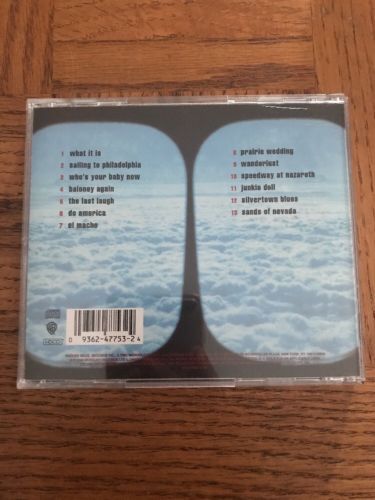 1 what it is
2 sailing to philadelphia
3 who's your baby now
4 baloney again
5 the last laugh
6 do america
7 el macho
8 prairie wedding
9 wanderlust
10 speedway at nazareth
11 junkie doll
12 silvertown blues
13 sands of nevada
0 9362-47753-2 4